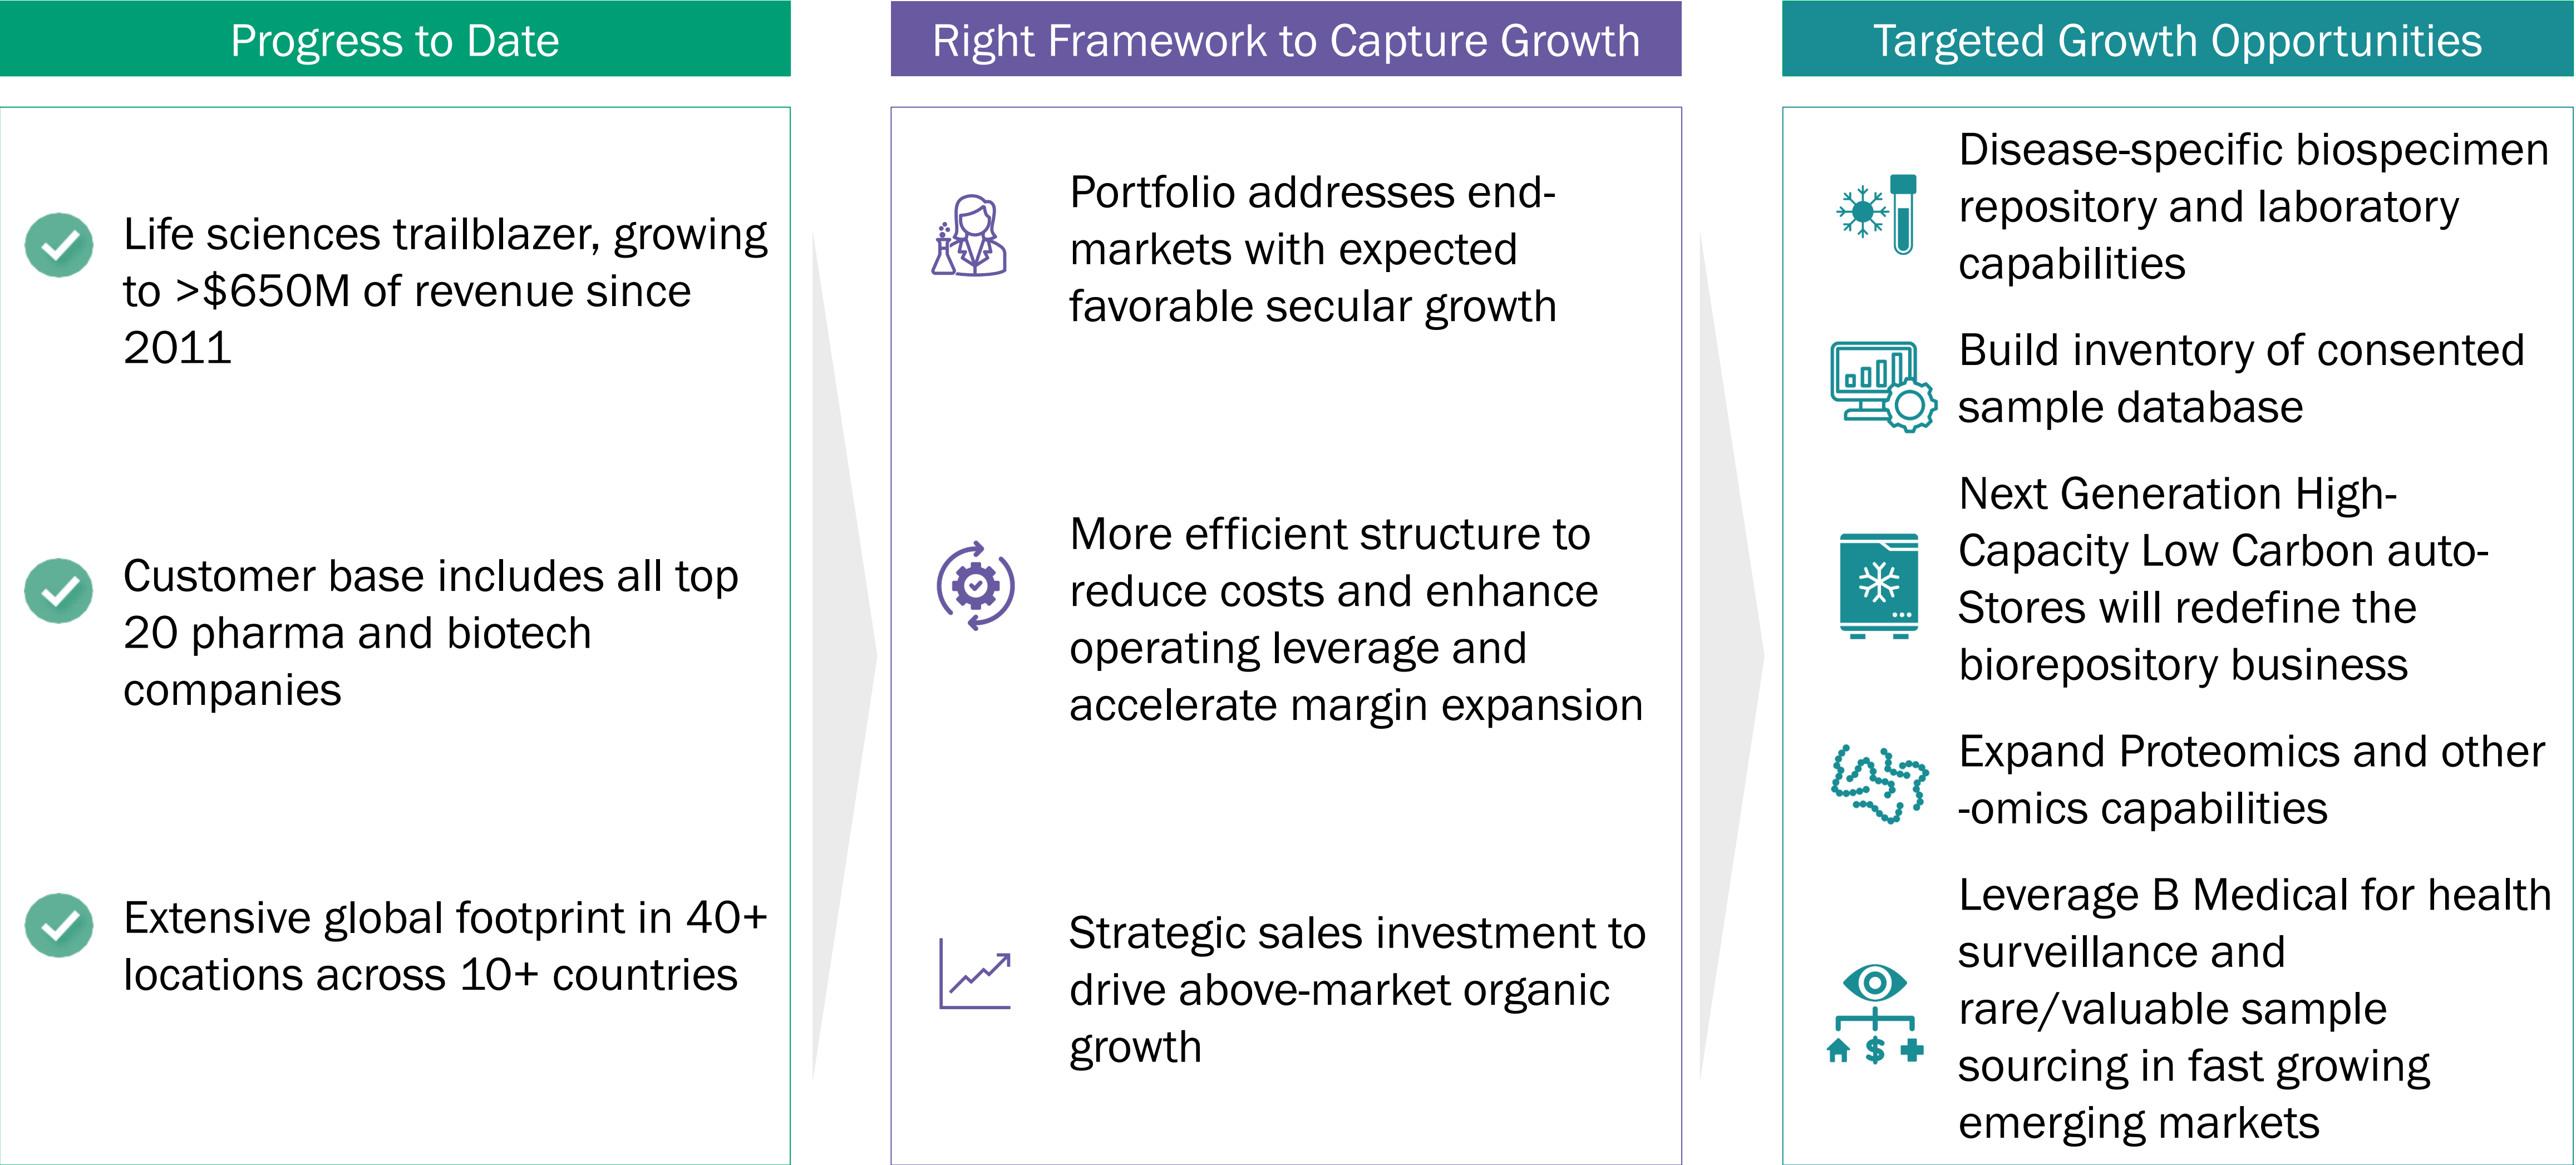 Progress to Date
Life sciences trailblazer, growing
to >$650M of revenue since
2011
Customer base includes all top
20 pharma and biotech
companies
Extensive global footprint in 40+
locations across 10+ countries
Right Framework to Capture Growth
Portfolio addresses end-
markets with expected
favorable secular growth
More efficient structure to
reduce costs and enhance
operating leverage and
accelerate margin expansion
Strategic sales investment to
drive above-market organic
growth
Targeted Growth Opportunities
Disease-specific biospecimen
repository and laboratory
capabilities
Build inventory of consented
sample database
Next Generation High-
Capacity Low Carbon auto-
Stores will redefine the
biorepository business
Expand Proteomics and other
-omics capabilities
Leverage B Medical for health
surveillance and
rare/valuable sample
sourcing in fast growing
emerging markets
$